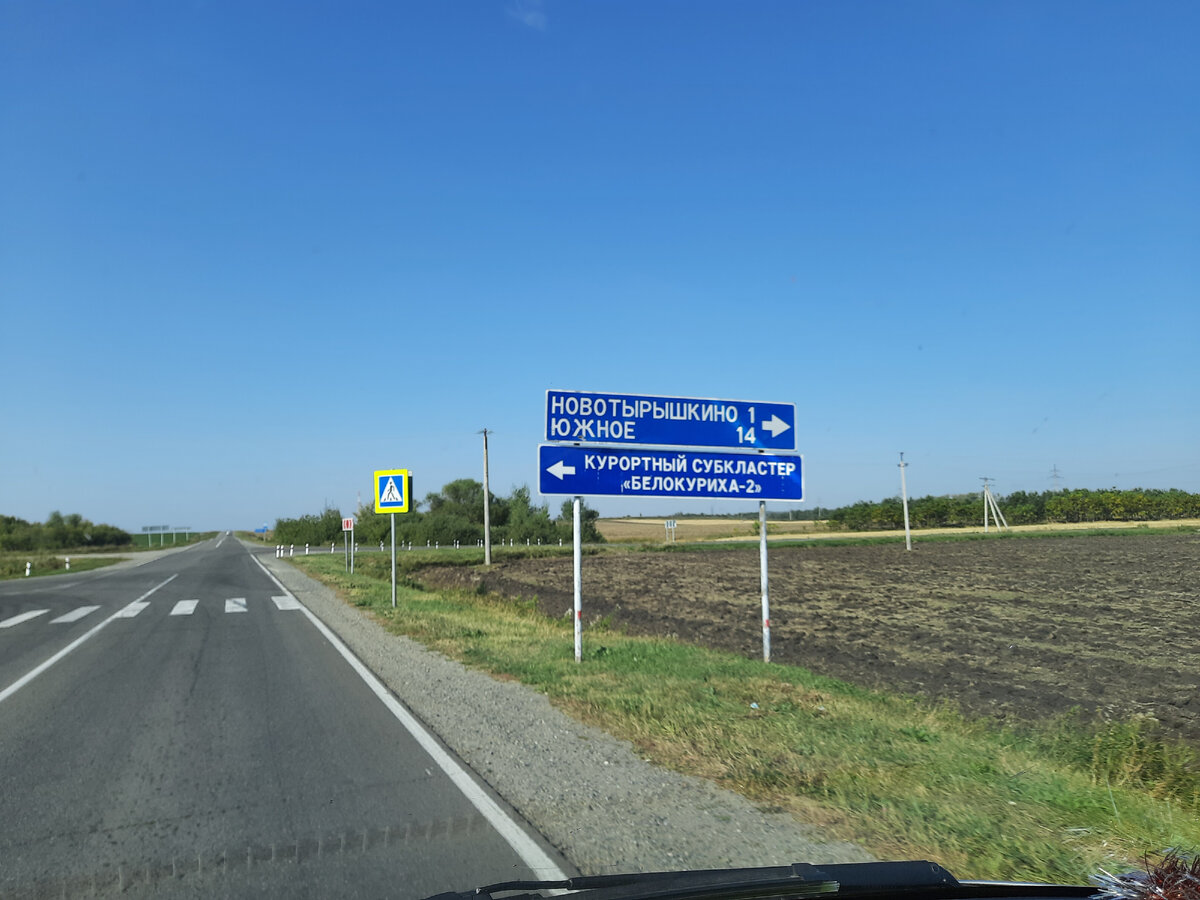 НОВОТЫРЫШКИНО 1
ЮЖНОЕ 14
КУРОРТНЫЙ СУБКЛАСТЕР
«БЕЛОКУРИХА-2»